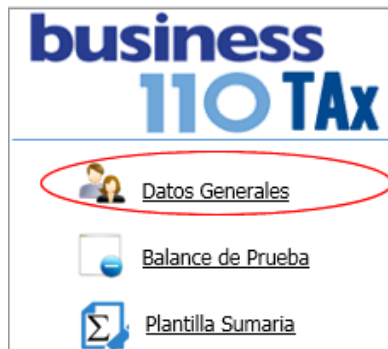 business
110 TAx
Datos Generales
Balance de Prueba
Σ Plantilla Sumaria